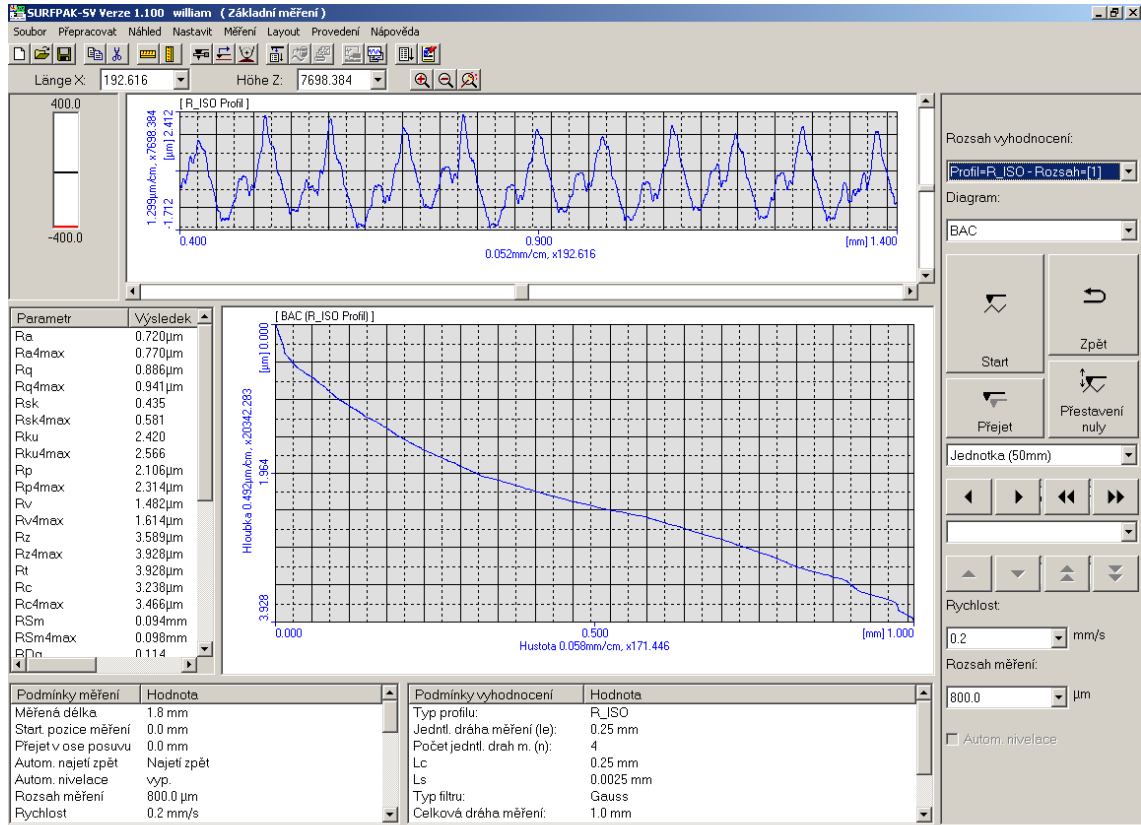 SURFPAK-SV Verze 1.100 william ( Základní měření )
Soubor Přepracovat Náhled Nastavit Měření Layout Provedení Nápověda
Länge X: 192.616 Höhe Z: 7698.384
400.0
-400.0
[ R_ISO Profil ]
1.299µm/cm, x7698.384
-1.712 [µm] 2.412
0.400 0.900 [mm] 1.400
0.052mm/cm, x192.616
Parametr Výsledek
Ra 0.720µm
Ra4max 0.770µm
Rq 0.886µm
Rq4max 0.941µm
Rsk 0.435
Rsk4max 0.581
Rku 2.420
Rku4max 2.566
Rp 2.106µm
Rp4max 2.314µm
Rv 1.482µm
Rv4max 1.614µm
Rz 3.589µm
Rz4max 3.928µm
Rt 3.928µm
Rc 3.238µm
Rc4max 3.466µm
RSm 0.094mm
RSm4max 0.098mm
RDq 0.114
[ BAC (R_ISO Profil) ]
Hloubka 0.492µm/cm, x20342.283
3.928 1.964 [µm] 0.000
0.000 0.500 [mm] 1.000
Hustota 0.058mm/cm, x171.446
Rozsah vyhodnocení:
Profil=R_ISO - Rozsah=[1]
Diagram:
BAC
Start
Zpět
Přejet
Přestavení
nuly
Jednotka (50mm)
Rychlost:
0.2 mm/s
Rozsah měření:
800.0 µm
Autom. nivelace
Podmínky měření Hodnota
Měřená délka 1.8 mm
Start. pozice měření 0.0 mm
Přejet v ose posuvu 0.0 mm
Autom. najetí zpět Najetí zpět
Autom. nivelace vyp.
Rozsah měření 800.0 µm
Rychlost 0.2 mm/s
Podmínky vyhodnocení Hodnota
Typ profilu: R_ISO
Jedntl. dráha měření (le): 0.25 mm
Počet jedntl. drah m. (n): 4
Lc 0.25 mm
Ls 0.0025 mm
Typ filtru: Gauss
Celková dráha měření: 1.0 mm